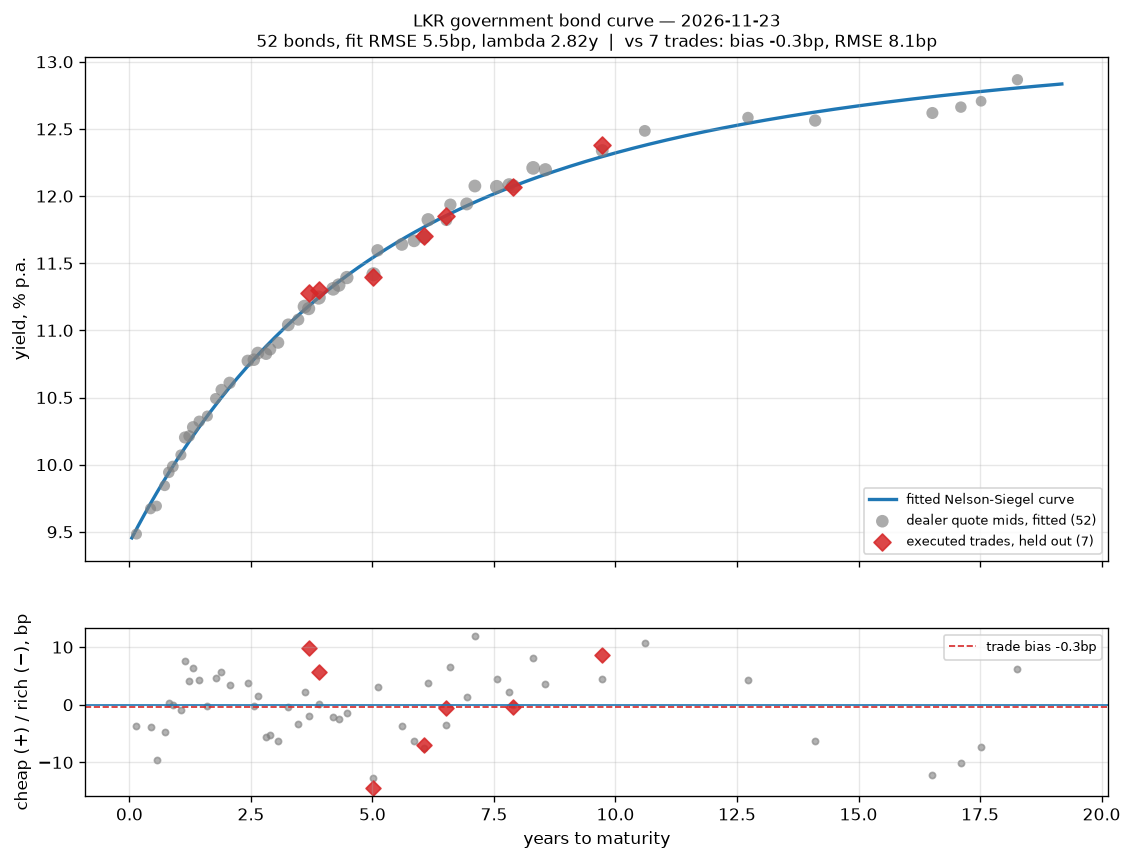 LKR government bond curve — 2026-11-23
52 bonds, fit RMSE 5.5bp, lambda 2.82y | vs 7 trades: bias -0.3bp, RMSE 8.1bp
yield, % p.a.
13.0
12.5
12.0
11.5
11.0
10.5
10.0
9.5
fitted Nelson-Siegel curve
dealer quote mids, fitted (52)
executed trades, held out (7)
cheap (+) / rich (−), bp
10
0
−10
trade bias -0.3bp
0.0 2.5 5.0 7.5 10.0 12.5 15.0 17.5 20.0
years to maturity